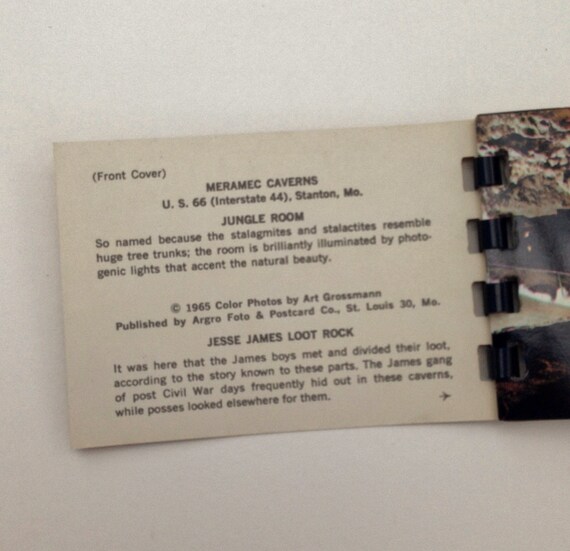 (Front Cover)
MERAMEC CAVERNS
U. S. 66 (Interstate 44), Stanton, Mo.
JUNGLE ROOM
So named because the stalagmites and stalactites resemble
huge tree trunks; the room is brilliantly illuminated by photo-
genic lights that accent the natural beauty.
© 1965 Color Photos by Art Grossmann
Published by Argro Foto & Postcard Co., St. Louis 30, Mo.
JESSE JAMES LOOT ROCK
It was here that the James boys met and divided their loot,
according to the story known to these parts. The James gang
of post Civil War days frequently hid out in these caverns,
while posses looked elsewhere for them.